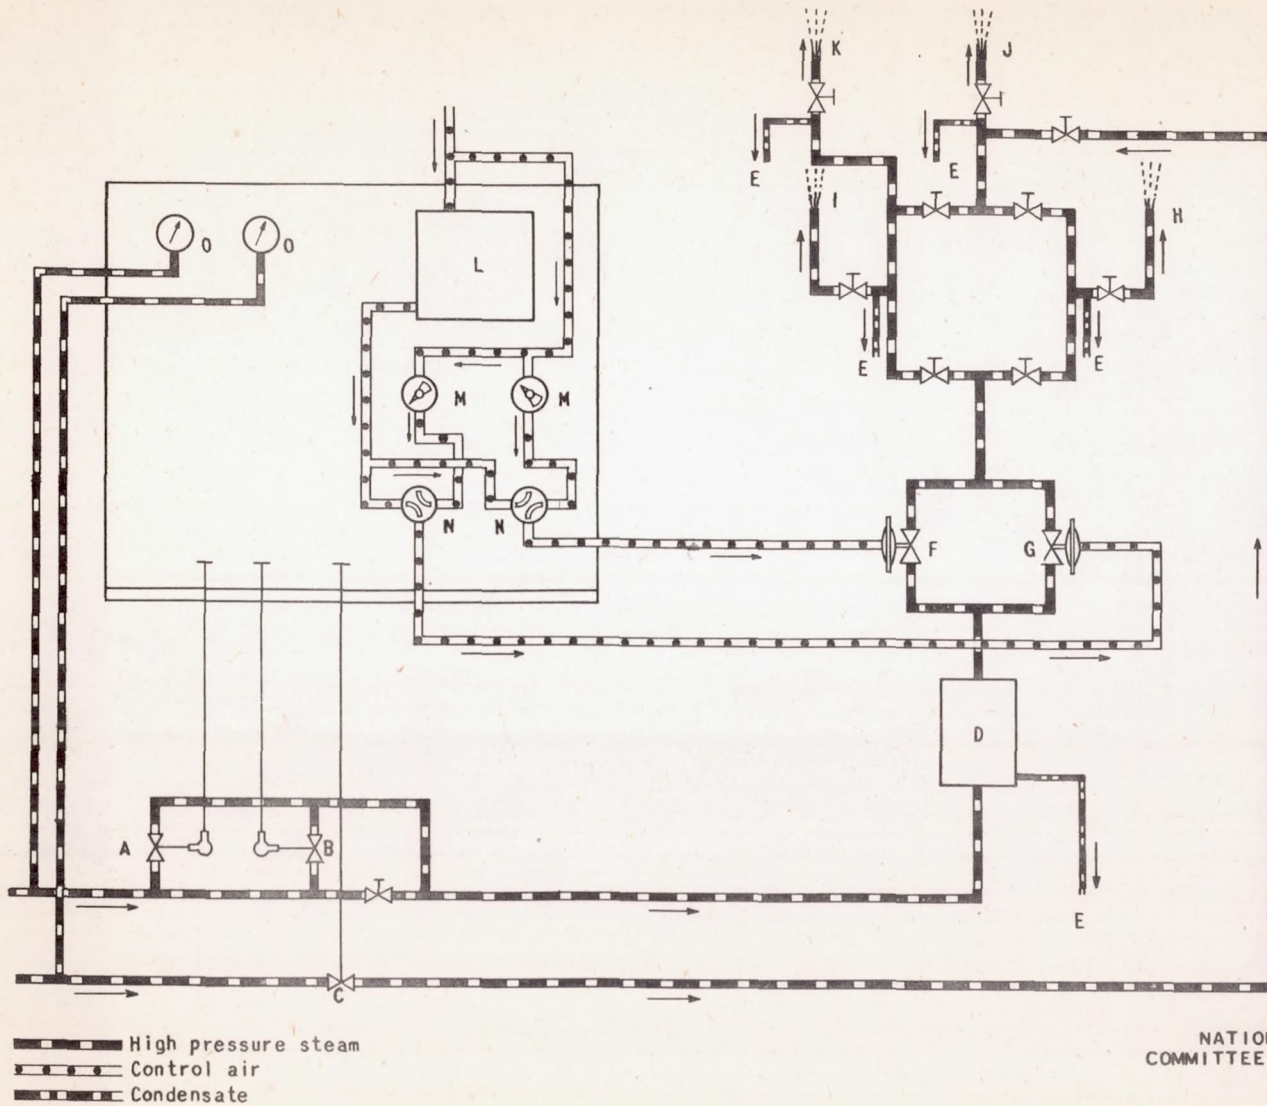 K
J
E
E
I
H
O
O
L
E
E
M
M
N
N
F
G
D
A
B
E
C
High pressure steam
Control air
Condensate
NATIO
COMMITTEE